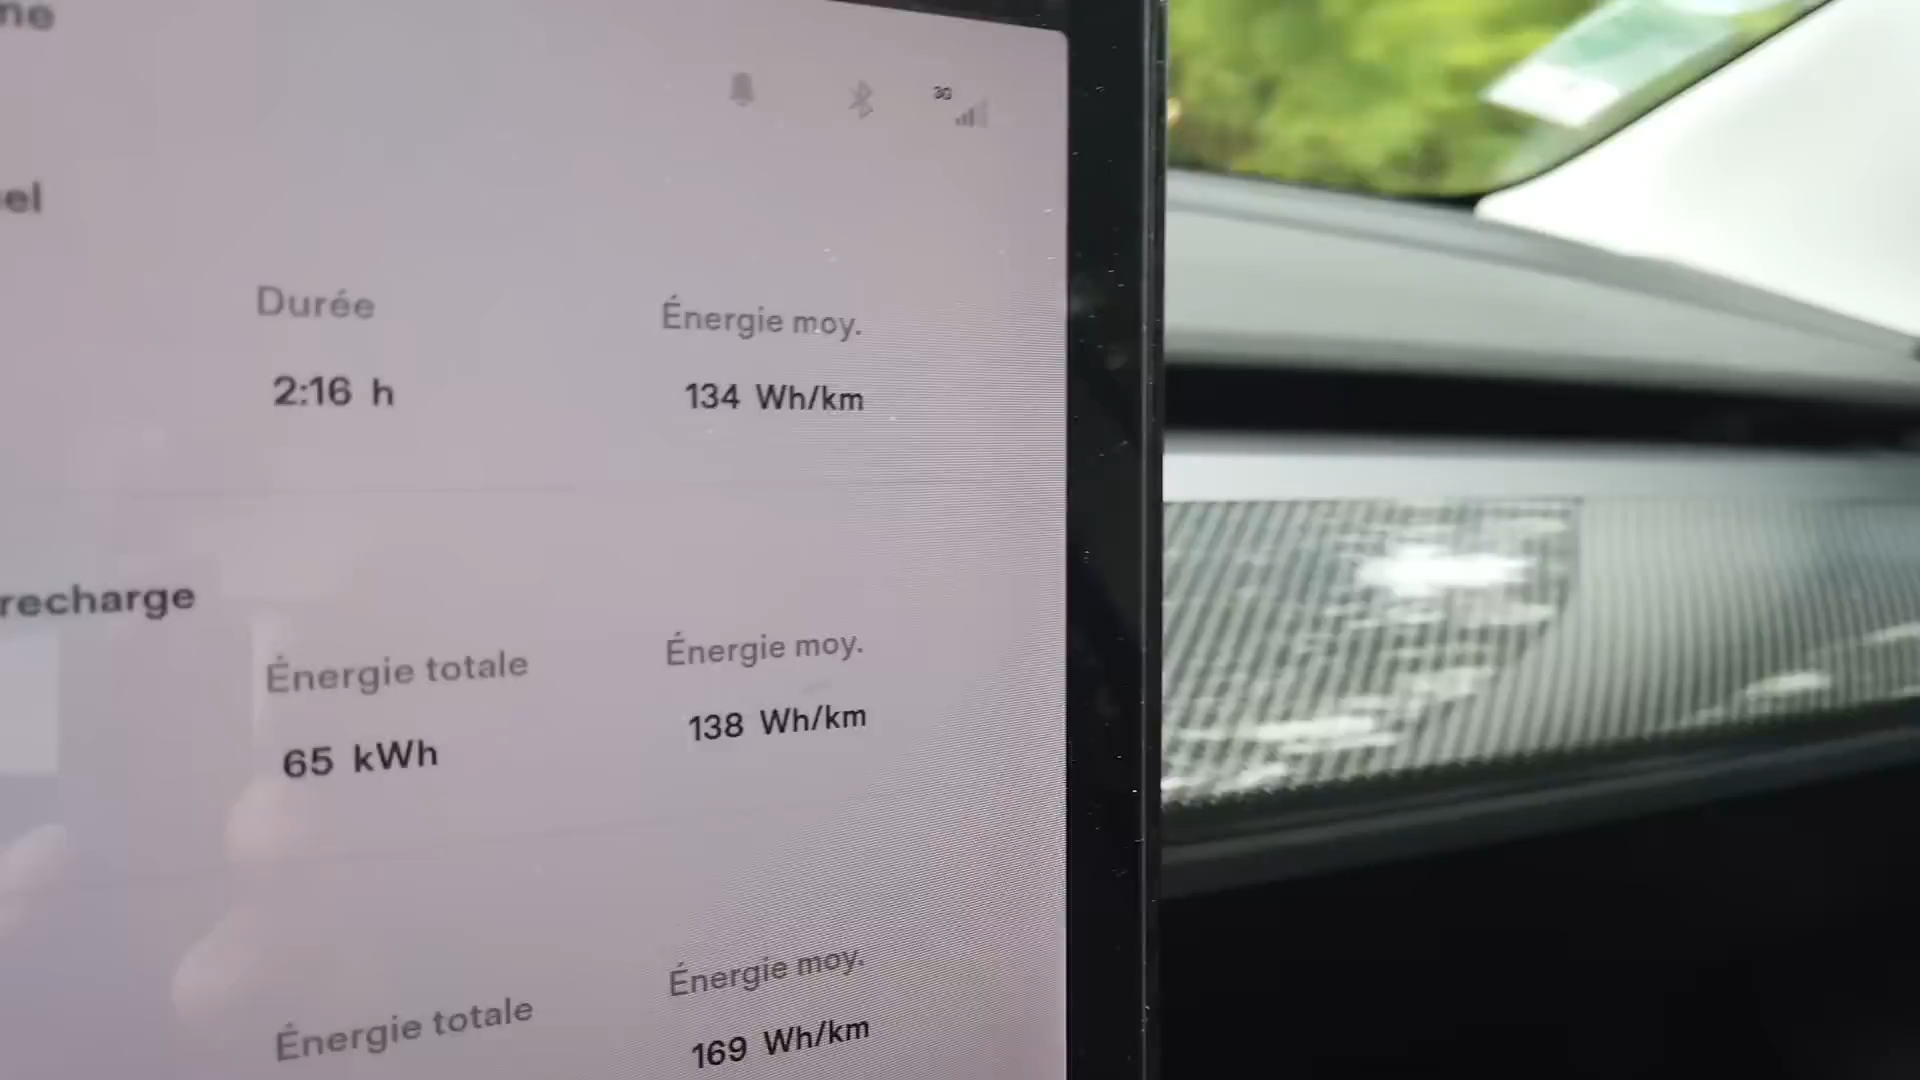 3G
Durée
Énergie moy.
2:16 h
134 Wh/km
recharge
Énergie totale
Énergie moy.
65 kWh
138 Wh/km
Énergie totale
Énergie moy.
169 Wh/km